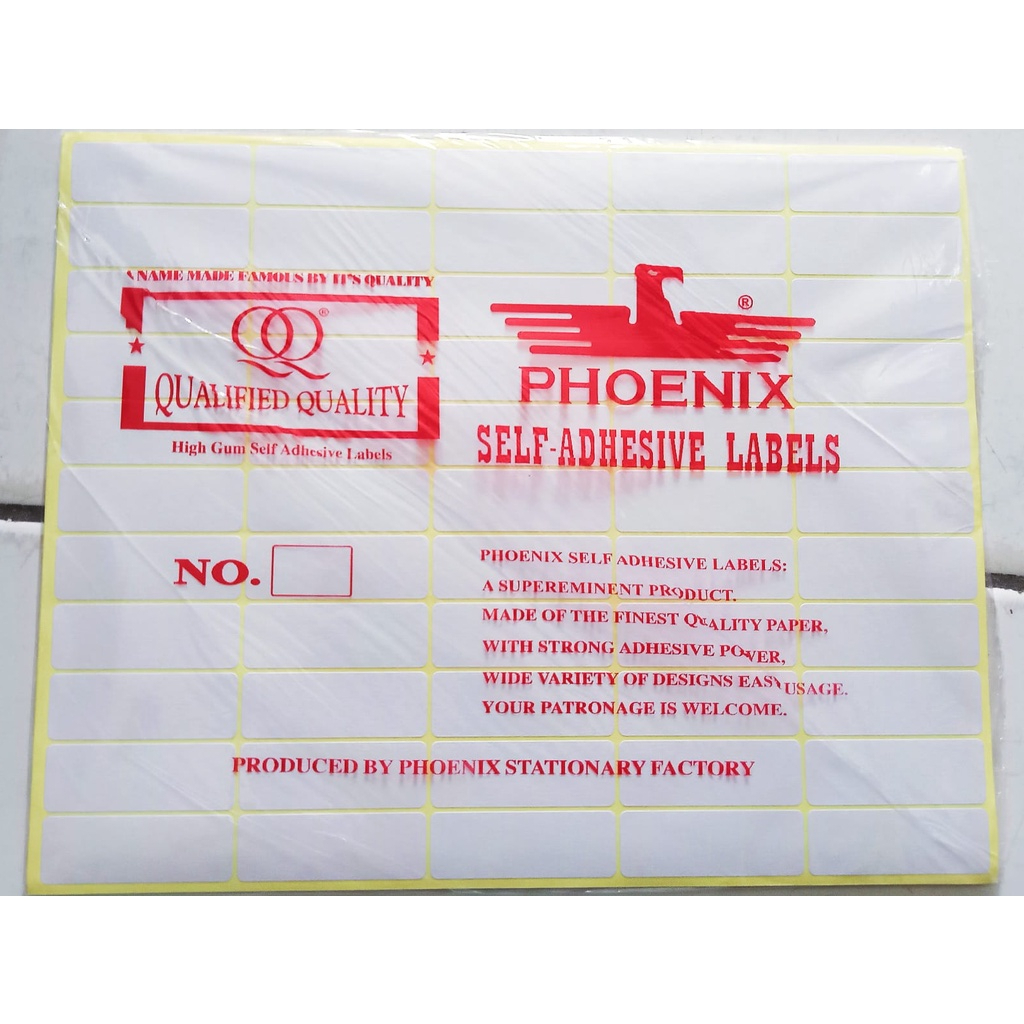 A NAME MADE FAMOUS BY IT'S QUALITY
QQ®
QUALIFIED QUALITY
High Gum Self Adhesive Labels
®
PHOENIX
SELF-ADHESIVE LABELS
NO.
PHOENIX SELF ADHESIVE LABELS:
A SUPEREMINENT PRODUCT.
MADE OF THE FINEST QUALITY PAPER,
WITH STRONG ADHESIVE POWER,
WIDE VARIETY OF DESIGNS EASY USAGE.
YOUR PATRONAGE IS WELCOME.
PRODUCED BY PHOENIX STATIONARY FACTORY